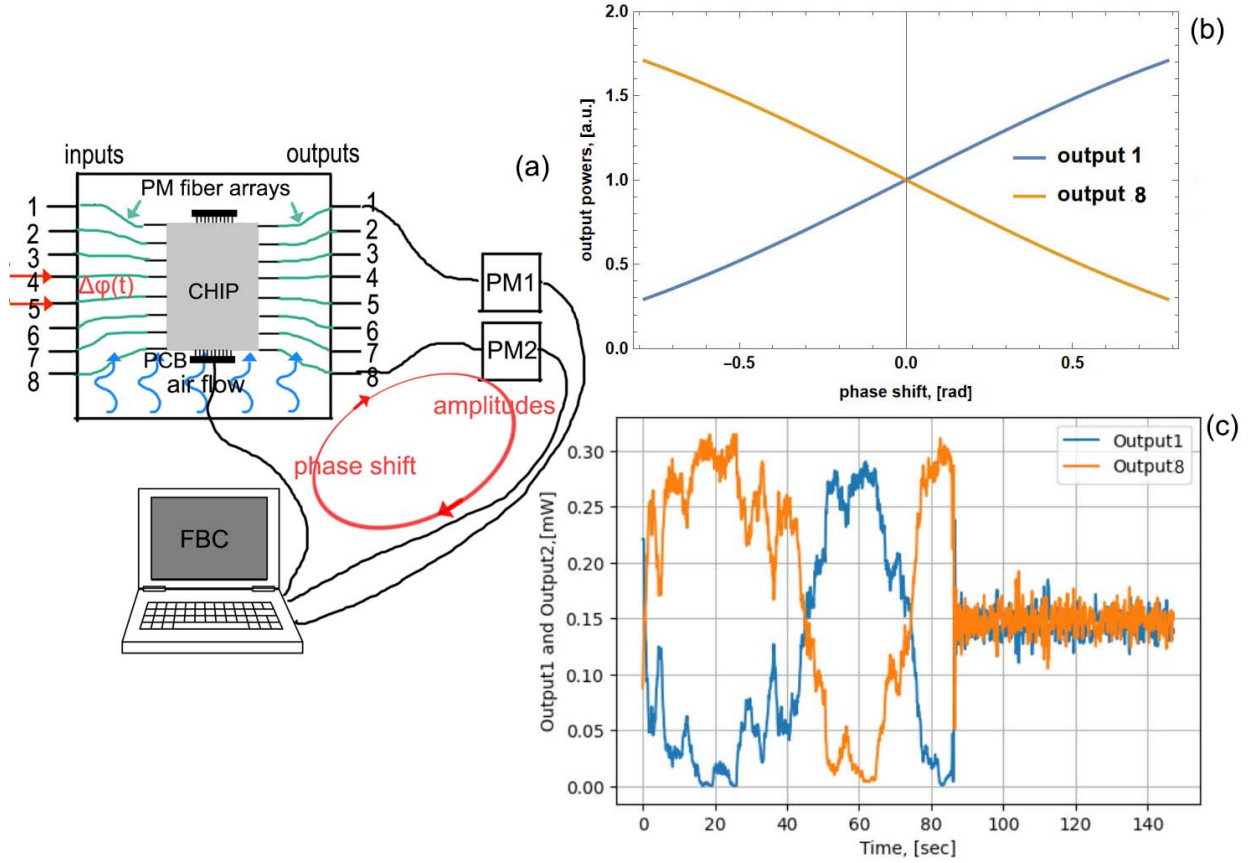 (a)
inputs
outputs
PM fiber arrays
1
2
3
4
5
6
7
8
Δφ(t)
CHIP
1
2
3
4
5
6
7
8
PCB
air flow
PM1
PM2
amplitudes
phase shift
FBC
(b)
output powers, [a.u.]
2.0
1.5
1.0
0.5
0.0
−0.5
0.0
0.5
phase shift, [rad]
output 1
output 8
(c)
Output1 and Output2,[mW]
0.30
0.25
0.20
0.15
0.10
0.05
0.00
0
20
40
60
80
100
120
140
Time, [sec]
Output1
Output8